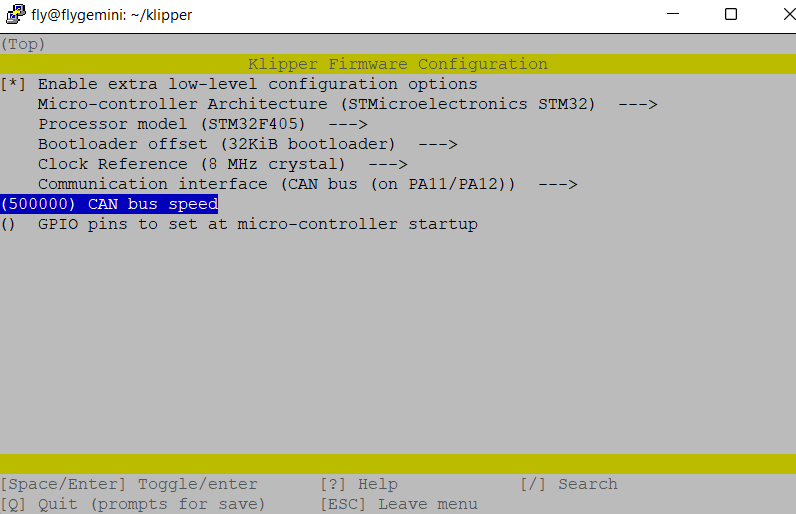 fly@flygemini: ~/klipper
(Top)
Klipper Firmware Configuration
[*] Enable extra low-level configuration options
Micro-controller Architecture (STMicroelectronics STM32) --->
Processor model (STM32F405) --->
Bootloader offset (32KiB bootloader) --->
Clock Reference (8 MHz crystal) --->
Communication interface (CAN bus (on PA11/PA12)) --->
(500000) CAN bus speed
() GPIO pins to set at micro-controller startup
[Space/Enter] Toggle/enter [?] Help [/] Search
[Q] Quit (prompts for save) [ESC] Leave menu